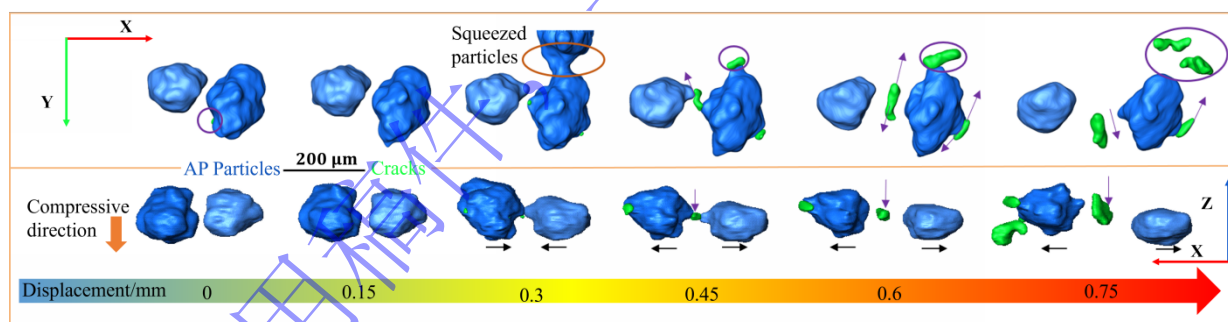 X
Y
Squeezed
particles
AP Particles
200 μm
Cracks
Compressive
direction
Z
X
Displacement/mm
0
0.15
0.3
0.45
0.6
0.75